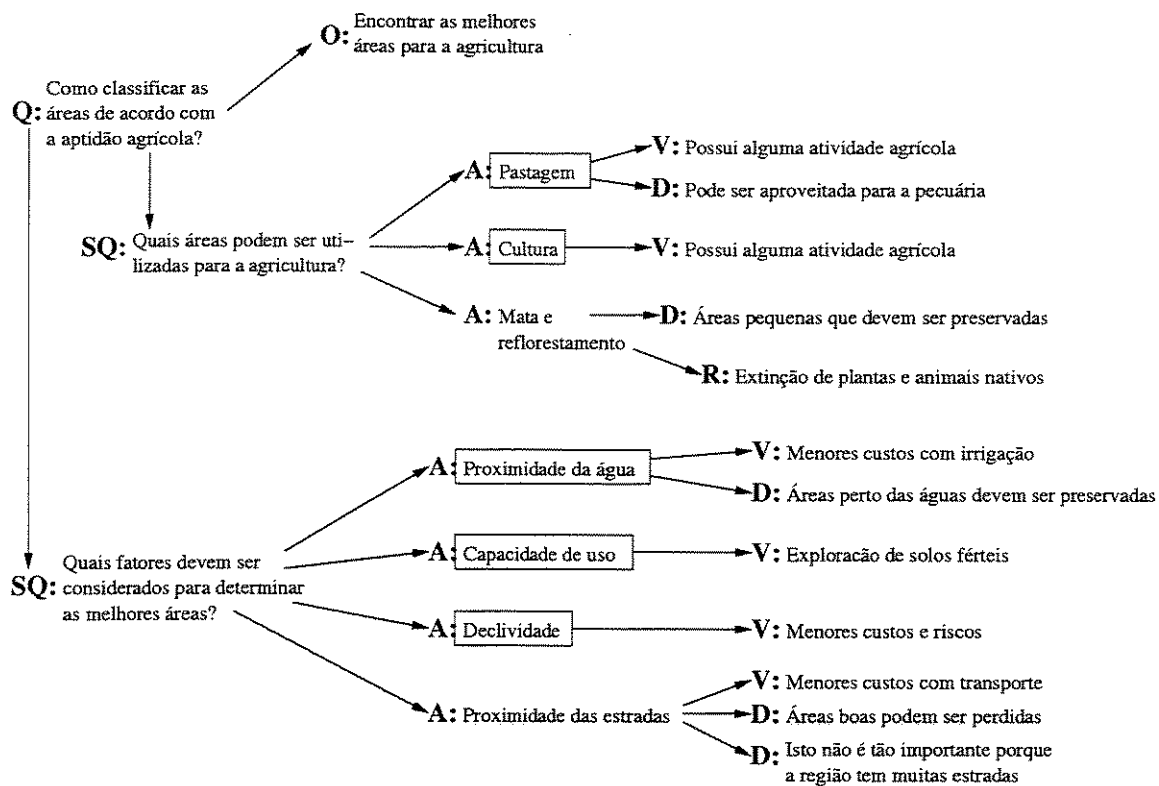 O: Encontrar as melhores
áreas para a agricultura
Como classificar as
Q: áreas de acordo com
a aptidão agrícola?
V: Possui alguma atividade agrícola
A: Pastagem
D: Pode ser aproveitada para a pecuária
SQ: Quais áreas podem ser uti-
lizadas para a agricultura?
A: Cultura
V: Possui alguma atividade agrícola
A: Mata e
reflorestamento
D: Áreas pequenas que devem ser preservadas
R: Extinção de plantas e animais nativos
A: Proximidade da água
V: Menores custos com irrigação
D: Áreas perto das águas devem ser preservadas
A: Capacidade de uso
V: Exploracão de solos férteis
Quais fatores devem ser
SQ: considerados para determinar
as melhores áreas?
A: Declividade
V: Menores custos e riscos
V: Menores custos com transporte
A: Proximidade das estradas
D: Áreas boas podem ser perdidas
D: Isto não é tão importante porque
a região tem muitas estradas